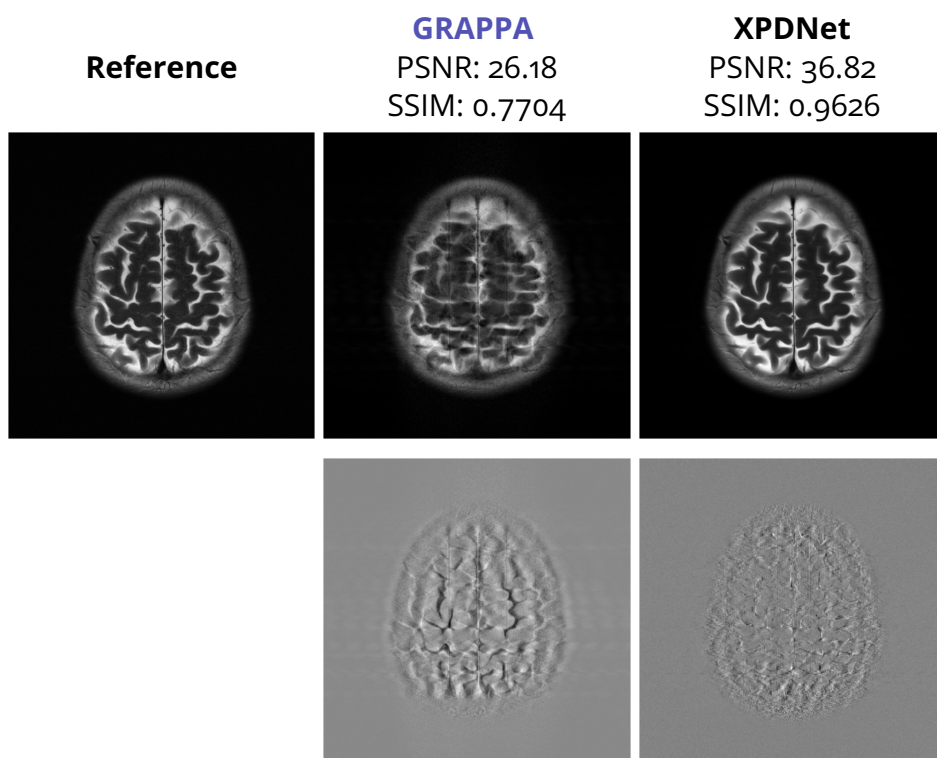 Reference
GRAPPA
PSNR: 26.18
SSIM: 0.7704
XPDNet
PSNR: 36.82
SSIM: 0.9626